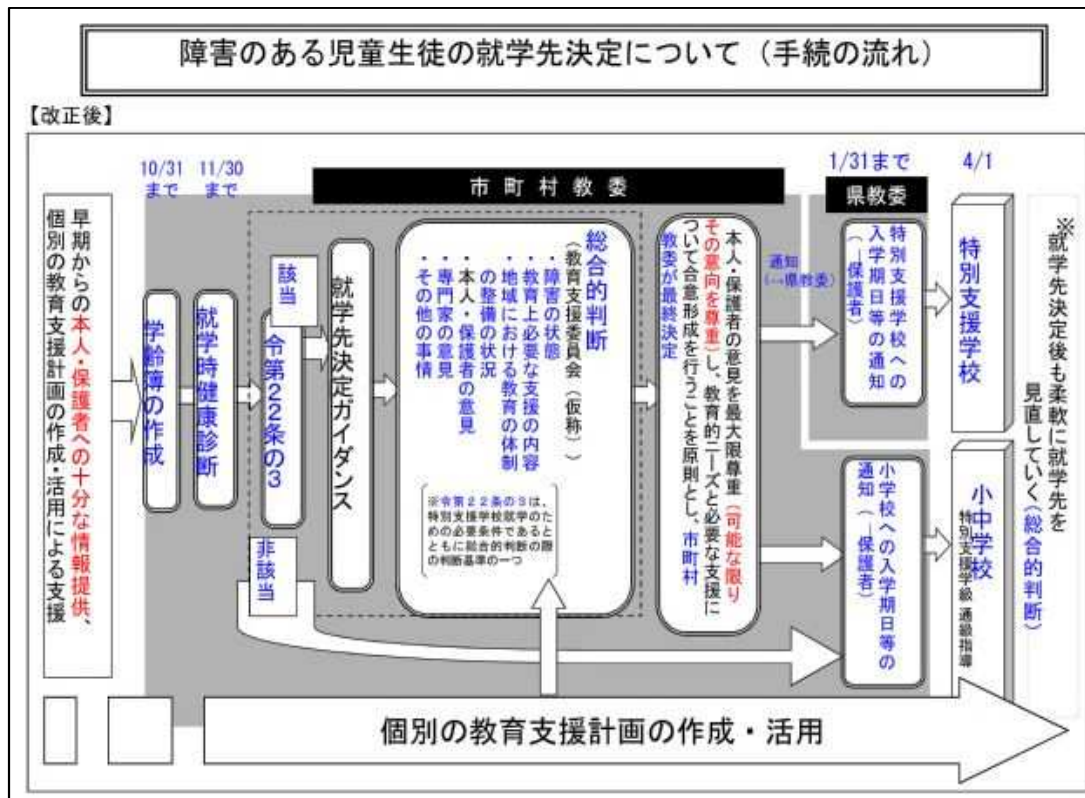 障害のある児童生徒の就学先決定について（手続の流れ）
【改正後】
早期からの本人・保護者への十分な情報提供、
個別の教育支援計画の作成・活用による支援
10/31
まで
学齢簿の作成
11/30
まで
就学時健康診断
市町村教委
該当
令第22条の3
非該当
就学先決定ガイダンス
総合的判断
（教育支援委員会（仮称））
・障害の状態
・教育上必要な支援の内容
・地域における教育の体制
の整備の状況
・本人・保護者の意見
・専門家の意見
・その他の事情
※令第２２条の３は、
特別支援学校就学のた
めの必要条件であると
ともに総合的判断の際
の判断基準の一つ
本人・保護者の意見を最大限尊重（可能な限り
その意向を尊重）し、教育的ニーズと必要な支援に
ついて合意形成を行うことを原則とし、市町村
教委が最終決定
通知
（→県教委）
1/31まで
県教委
特別支援学校への
入学期日等の通知
（→保護者）
小学校への入学期日等の
通知（→保護者）
4/1
特別支援学校
小中学校
特別支援学級 通級指導
※就学先決定後も柔軟に就学先を
見直していく（総合的判断）
個別の教育支援計画の作成・活用